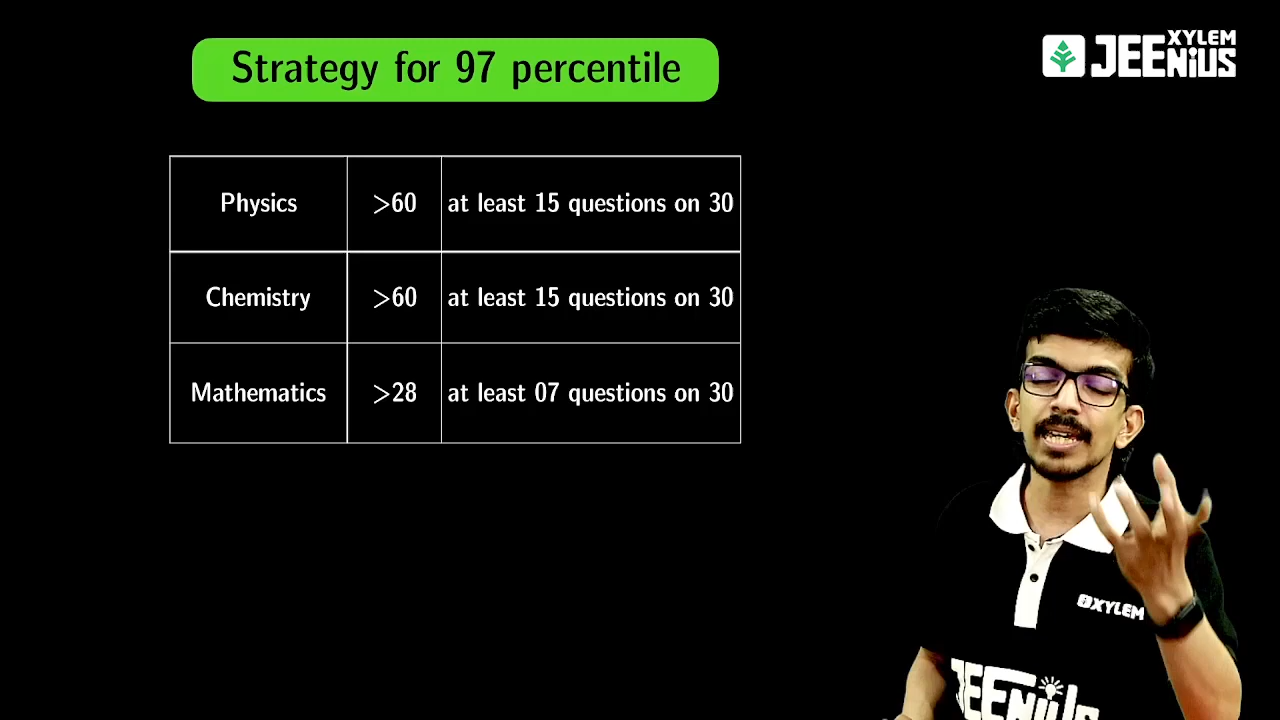 Strategy for 97 percentile
XYLEM
JEENIUS
Physics >60 at least 15 questions on 30
Chemistry >60 at least 15 questions on 30
Mathematics >28 at least 07 questions on 30
XYLEM
JEENIUS